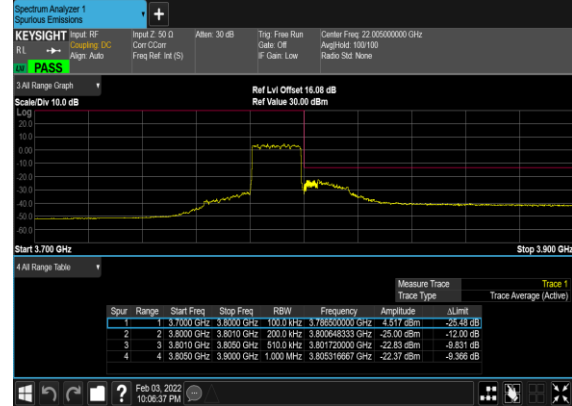 Spectrum Analyzer 1
Spurious Emissions
+
KEYSIGHT Input: RF Input Z: 50 Ω Atten: 30 dB Trig: Free Run Center Freq: 22.005000000 GHz
RL Coupling: DC Corr CCorr Gate: Off Avg|Hold: 100/100
Align: Auto Freq Ref: Int (S) IF Gain: Low Radio Std: None
PASS
3 All Range Graph
Ref Lvl Offset 16.08 dB
Scale/Div 10.0 dB Ref Value 30.00 dBm
Log
20.0
10.0
0.00
-10.0
-20.0
-30.0
-40.0
-50.0
-60.0
Start 3.700 GHz Stop 3.900 GHz
4 All Range Table
Measure Trace Trace 1
Trace Type Trace Average (Active)
Spur Range Start Freq Stop Freq RBW Frequency Amplitude ΔLimit
1 1 3.7000 GHz 3.8000 GHz 100.0 kHz 3.786500000 GHz 4.517 dBm -25.48 dB
2 2 3.8000 GHz 3.8010 GHz 200.0 kHz 3.800648333 GHz -25.00 dBm -12.00 dB
3 3 3.8010 GHz 3.8050 GHz 510.0 kHz 3.801720000 GHz -22.83 dBm -9.831 dB
4 4 3.8050 GHz 3.9000 GHz 1.000 MHz 3.805316667 GHz -22.37 dBm -9.366 dB
?
Feb 03, 2022
10:06:37 PM